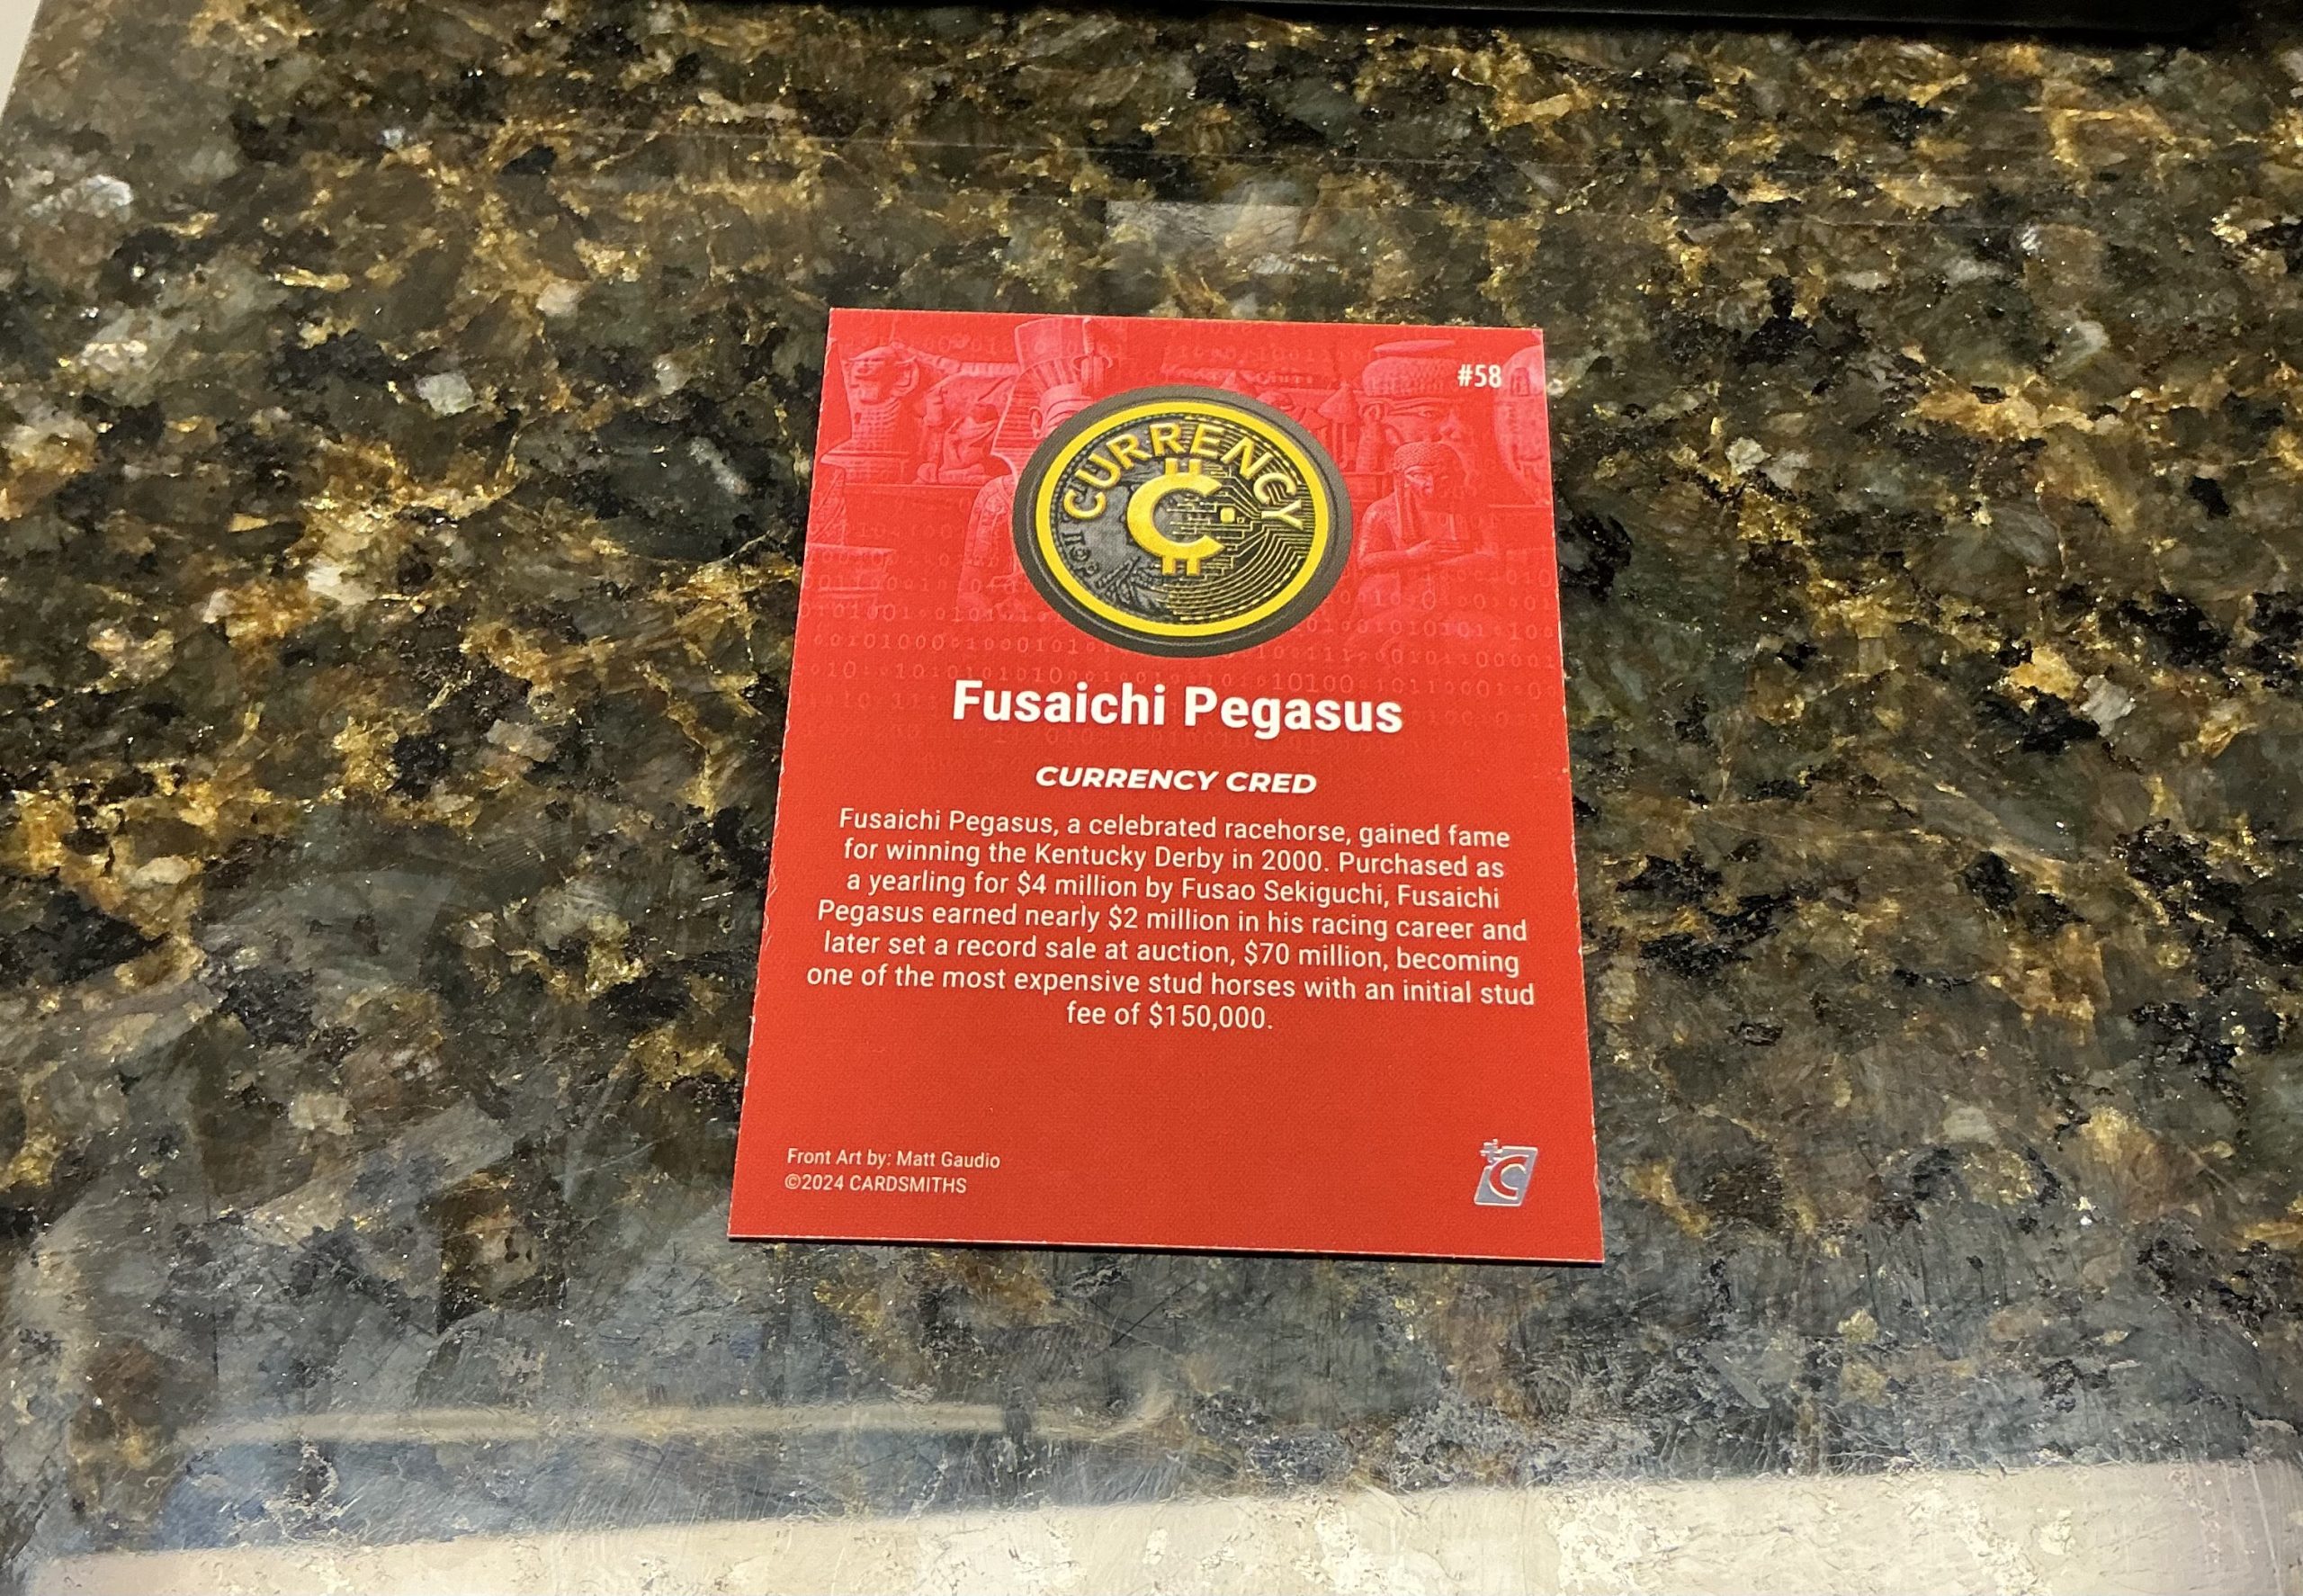 #58
CURRENCY
Fusaichi Pegasus
CURRENCY CRED
Fusaichi Pegasus, a celebrated racehorse, gained fame
for winning the Kentucky Derby in 2000. Purchased as
a yearling for $4 million by Fusao Sekiguchi, Fusaichi
Pegasus earned nearly $2 million in his racing career and
later set a record sale at auction, $70 million, becoming
one of the most expensive stud horses with an initial stud
fee of $150,000.
Front Art by: Matt Gaudio
©2024 CARDSMITHS
C